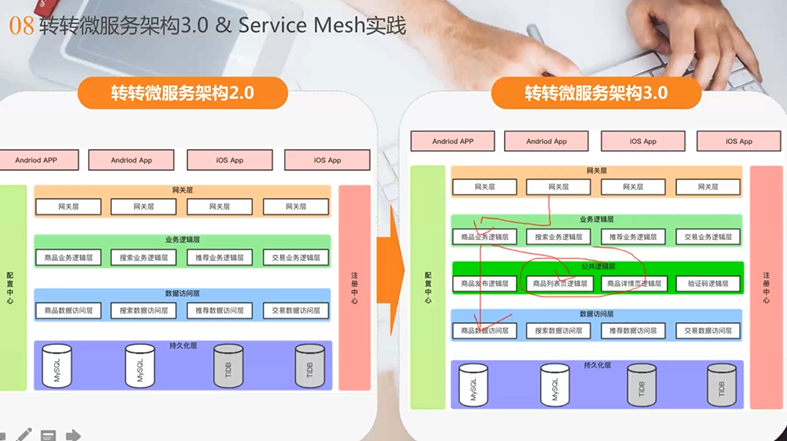 08 转转微服务架构3.0 & Service Mesh实践
转转微服务架构2.0
Andriod APP
Andriod App
iOS App
iOS App
配置中心
网关层
网关层
网关层
网关层
网关层
业务逻辑层
商品业务逻辑层
搜索业务逻辑层
推荐业务逻辑层
交易业务逻辑层
数据访问层
商品数据访问层
搜索数据访问层
推荐数据访问层
交易数据访问层
持久化层
MySQL
MySQL
TiDB
TiDB
注册中心
转转微服务架构3.0
Andriod APP
Andriod App
iOS App
iOS App
配置中心
网关层
网关层
网关层
网关层
网关层
业务逻辑层
商品业务逻辑层
搜索业务逻辑层
推荐业务逻辑层
交易业务逻辑层
公共逻辑层
商品发布逻辑层
商品列表页逻辑层
商品详情页逻辑层
验证码逻辑层
数据访问层
商品数据访问层
搜索数据访问层
推荐数据访问层
交易数据访问层
持久化层
MySQL
MySQL
TiDB
TiDB
注册中心